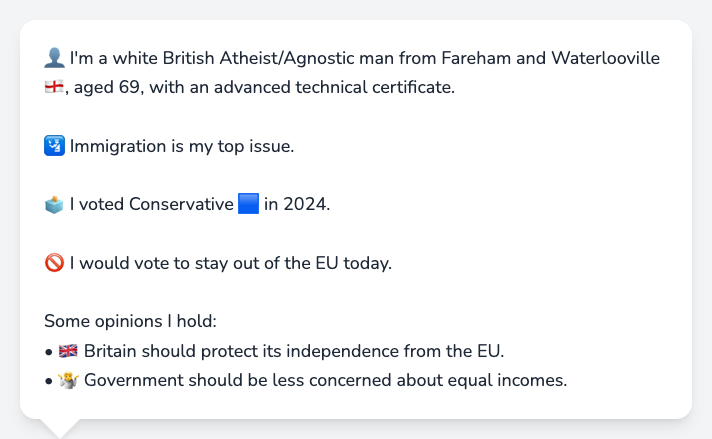 👤 I'm a white British Atheist/Agnostic man from Fareham and Waterlooville
🏴󠁧󠁢󠁥󠁮󠁧󠁿, aged 69, with an advanced technical certificate.
🛂 Immigration is my top issue.
🗳️ I voted Conservative 🟦 in 2024.
🚫 I would vote to stay out of the EU today.
Some opinions I hold:
• 🇬🇧 Britain should protect its independence from the EU.
• 🤷 Government should be less concerned about equal incomes.